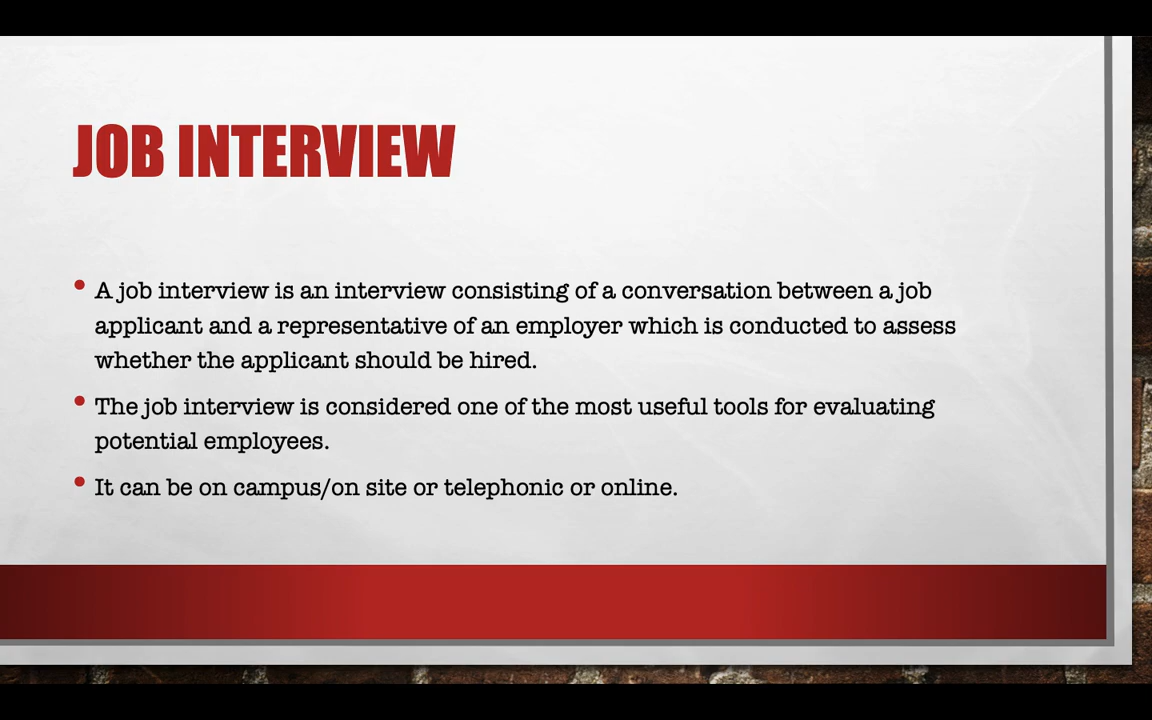 JOB INTERVIEW
• A job interview is an interview consisting of a conversation between a job
applicant and a representative of an employer which is conducted to assess
whether the applicant should be hired.
• The job interview is considered one of the most useful tools for evaluating
potential employees.
• It can be on campus/on site or telephonic or online.